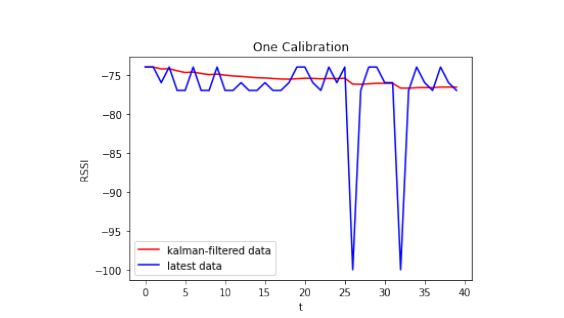 One Calibration
−75
−80
−85
−90
−95
−100
RSSI
kalman-filtered data
latest data
0 5 10 15 20 25 30 35 40
t